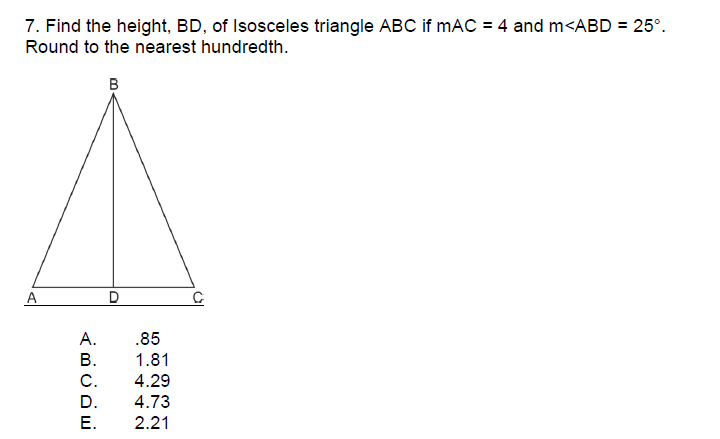 7. Find the height, BD, of Isosceles triangle ABC if mAC = 4 and m<ABD = 25°.
Round to the nearest hundredth.
B
A D C
A. .85
B. 1.81
C. 4.29
D. 4.73
E. 2.21